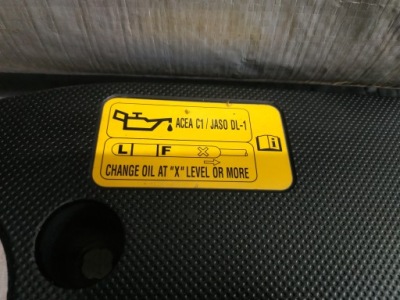 ACEA C1 / JASO DL-1
L F X
CHANGE OIL AT "X" LEVEL OR MORE
i